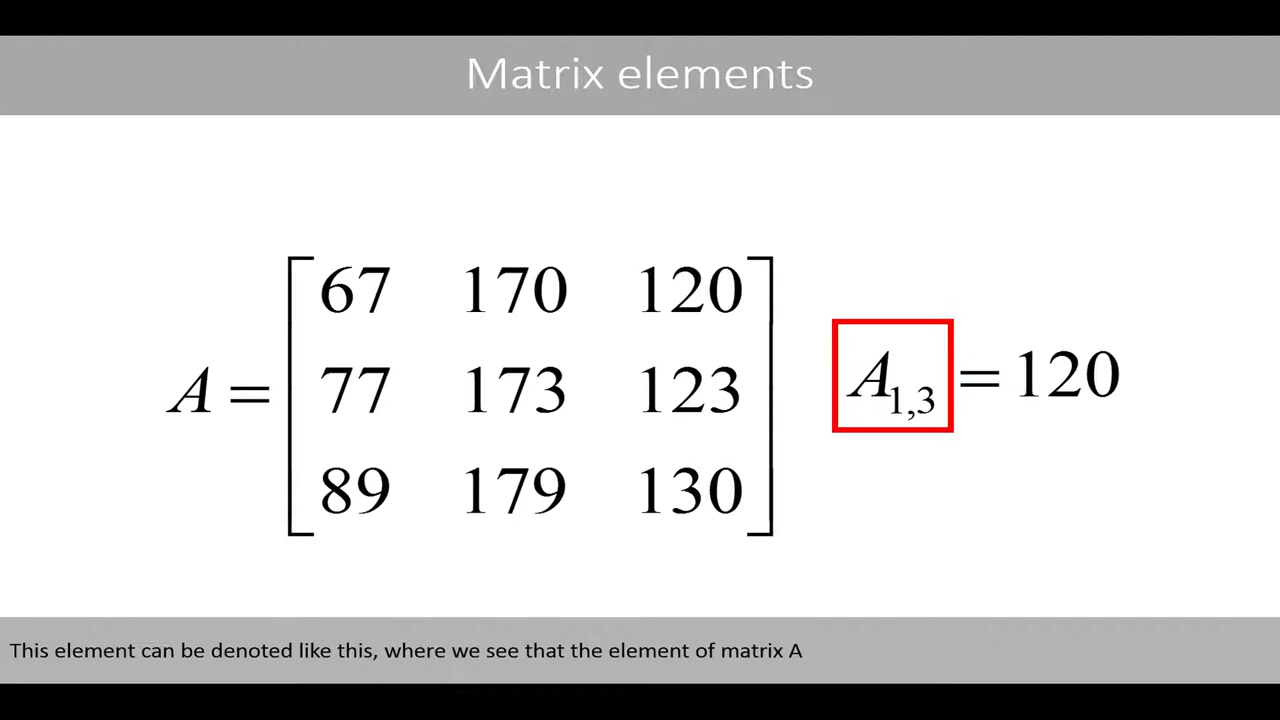 Matrix elements
67 170 120
A = 77 173 123 A1,3 = 120
89 179 130
This element can be denoted like this, where we see that the element of matrix A